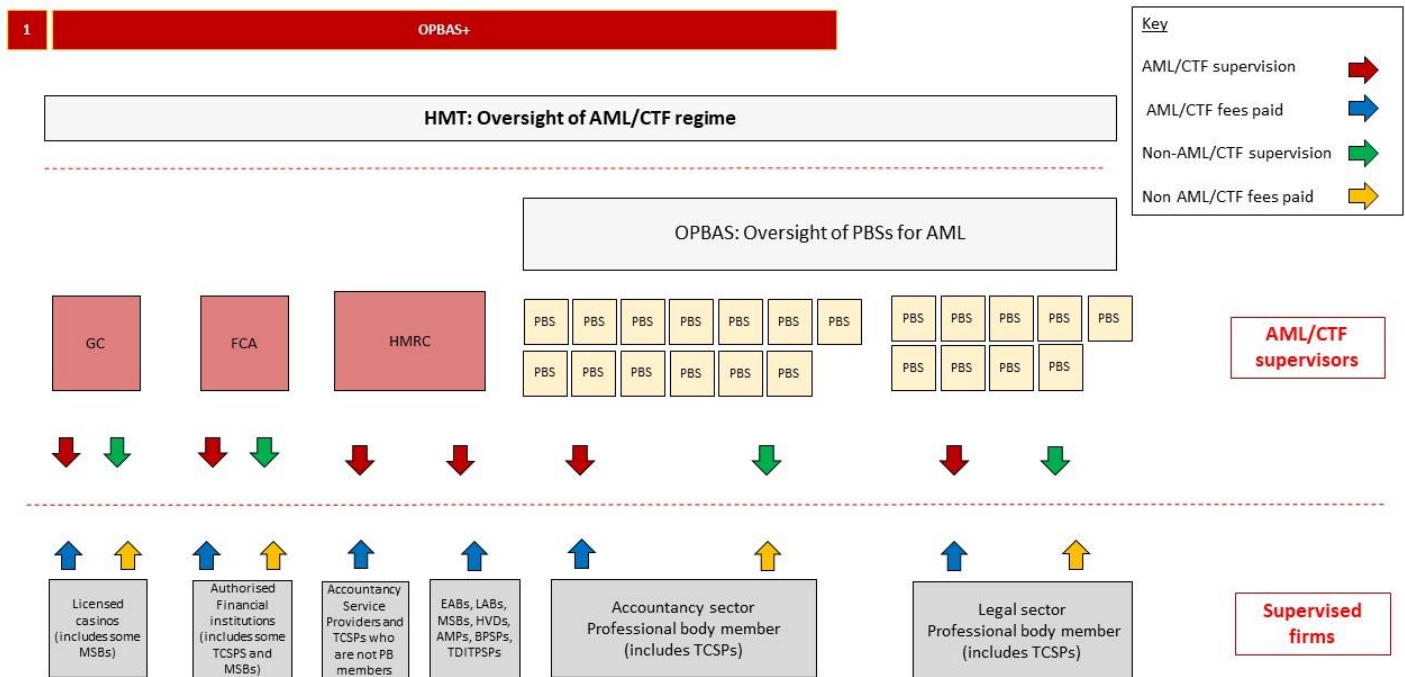 1
OPBAS+
Key
AML/CTF supervision
AML/CTF fees paid
Non-AML/CTF supervision
Non AML/CTF fees paid
HMT: Oversight of AML/CTF regime
OPBAS: Oversight of PBSs for AML
GC
FCA
HMRC
PBS PBS PBS PBS PBS PBS PBS
PBS PBS PBS PBS PBS PBS
PBS PBS PBS PBS PBS
PBS PBS PBS PBS
AML/CTF
supervisors
Licensed
casinos
(includes some
MSBs)
Authorised
Financial
institutions
(includes some
TCSPS and
MSBs)
Accountancy
Service
Providers and
TCSPs who
are not PB
members
EABs, LABs,
MSBs, HVDs,
AMPs, BPSPs,
TDITPSPs
Accountancy sector
Professional body member
(includes TCSPs)
Legal sector
Professional body member
(includes TCSPs)
Supervised
firms